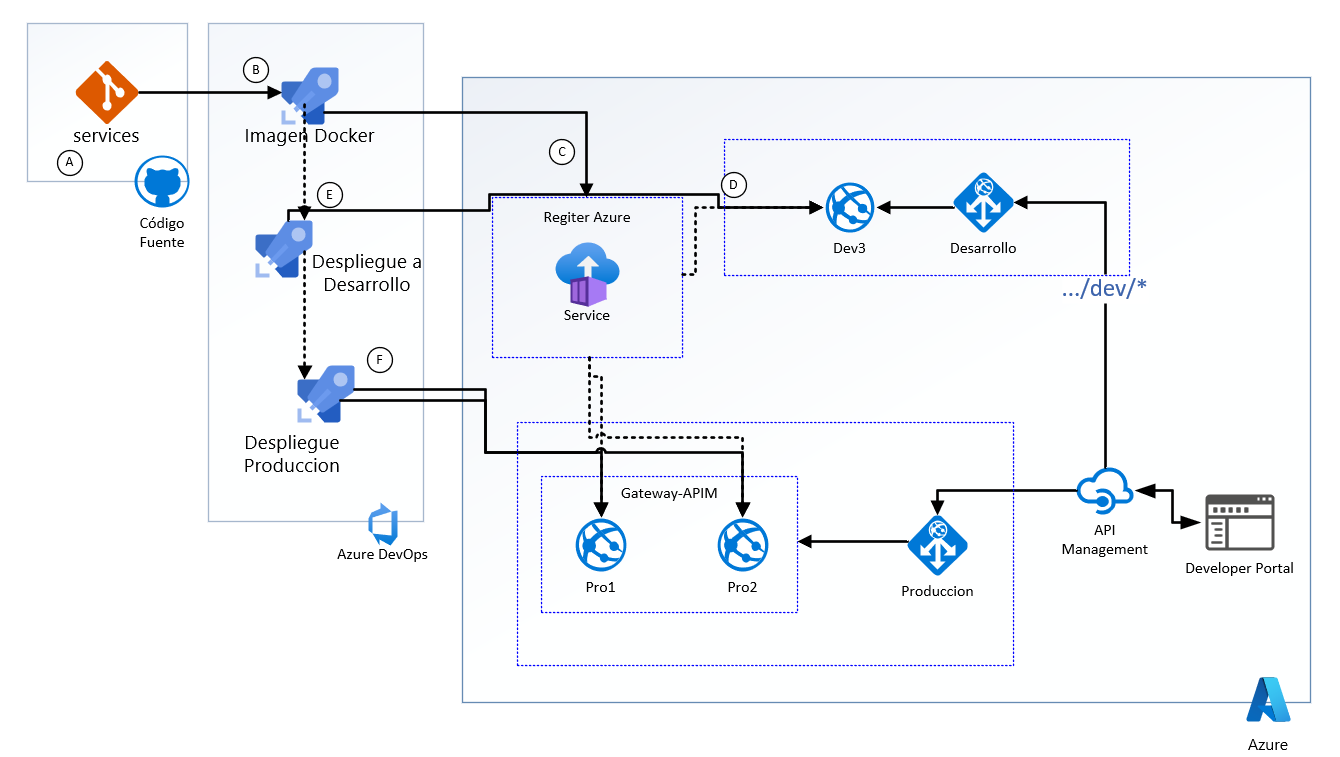 services
A
Código
Fuente
B
Imagen Docker
E
Despliegue a
Desarrollo
F
Despliegue
Produccion
Azure DevOps
C
Regiter Azure
Service
D
Dev3
Desarrollo
.../dev/*
Gateway-APIM
Pro1
Pro2
Produccion
API
Management
Developer Portal
Azure